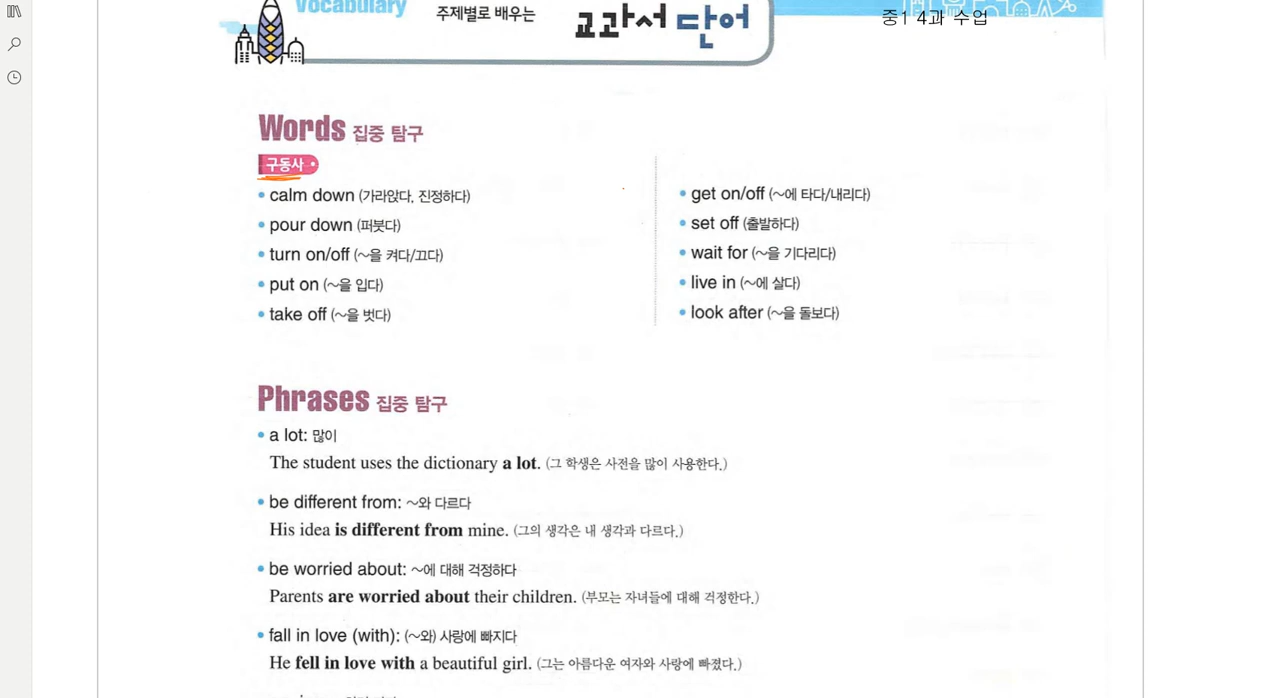 Vocabulary
주제별로 배우는
교과서 단어
중1 4과 수업
Words 집중 탐구
구동사
• calm down (가라앉다, 진정하다)
• pour down (퍼붓다)
• turn on/off (～을 켜다/끄다)
• put on (～을 입다)
• take off (～을 벗다)
• get on/off (～에 타다/내리다)
• set off (출발하다)
• wait for (～을 기다리다)
• live in (～에 살다)
• look after (～을 돌보다)
Phrases 집중 탐구
• a lot: 많이
The student uses the dictionary a lot. (그 학생은 사전을 많이 사용한다.)
• be different from: ～와 다르다
His idea is different from mine. (그의 생각은 내 생각과 다르다.)
• be worried about: ～에 대해 걱정하다
Parents are worried about their children. (부모는 자녀들에 대해 걱정한다.)
• fall in love (with): (～와) 사랑에 빠지다
He fell in love with a beautiful girl. (그는 아름다운 여자와 사랑에 빠졌다.)